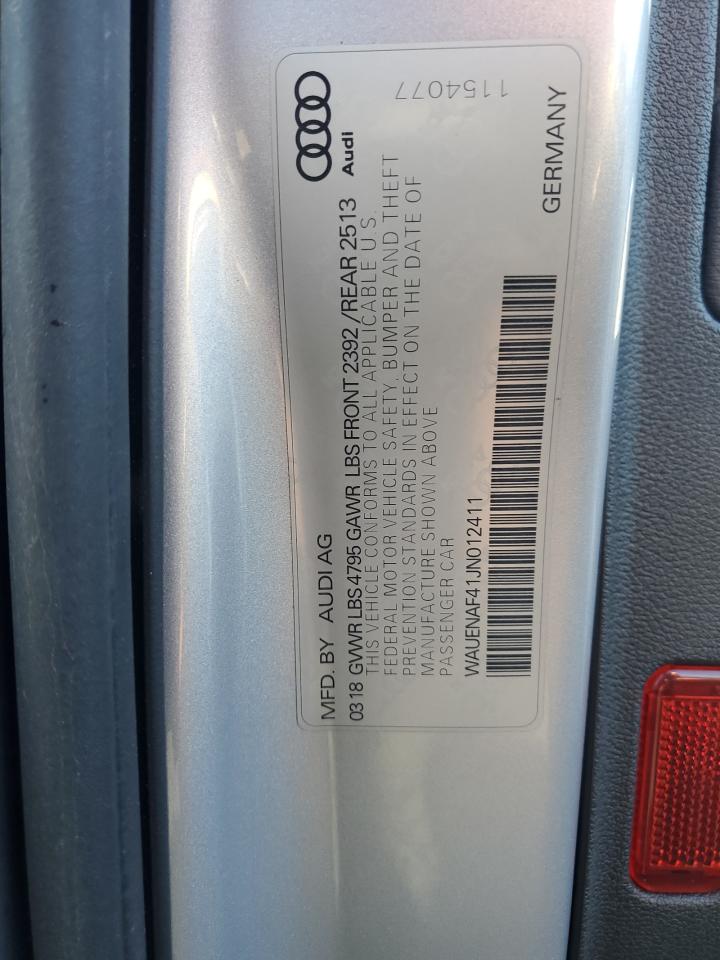 Audi
1154077
MFD. BY AUDI AG
03 18 GVWR LBS 4795 GAWR LBS FRONT 2392 / REAR 2513
THIS VEHICLE CONFORMS TO ALL APPLICABLE U.S.
FEDERAL MOTOR VEHICLE SAFETY, BUMPER AND THEFT
PREVENTION STANDARDS IN EFFECT ON THE DATE OF
MANUFACTURE SHOWN ABOVE
PASSENGER CAR
WAUENAF41JN012411
GERMANY